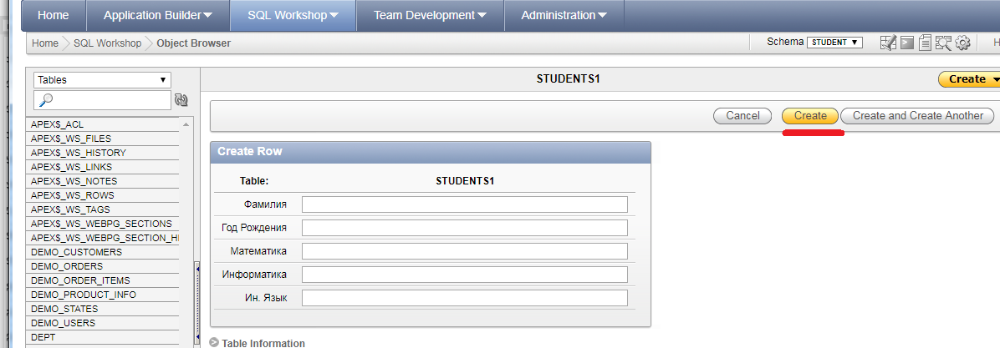 Home Application Builder SQL Workshop Team Development Administration
Home SQL Workshop Object Browser Schema STUDENT H
Tables
STUDENTS1
Create
Cancel Create Create and Create Another
APEX$_ACL
APEX$_WS_FILES
APEX$_WS_HISTORY
APEX$_WS_LINKS
APEX$_WS_NOTES
APEX$_WS_ROWS
APEX$_WS_TAGS
APEX$_WS_WEBPG_SECTIONS
APEX$_WS_WEBPG_SECTION_HI
DEMO_CUSTOMERS
DEMO_ORDERS
DEMO_ORDER_ITEMS
DEMO_PRODUCT_INFO
DEMO_STATES
DEMO_USERS
DEPT
Create Row
Table: STUDENTS1
Фамилия
Год Рождения
Математика
Информатика
Ин. Язык
Table Information